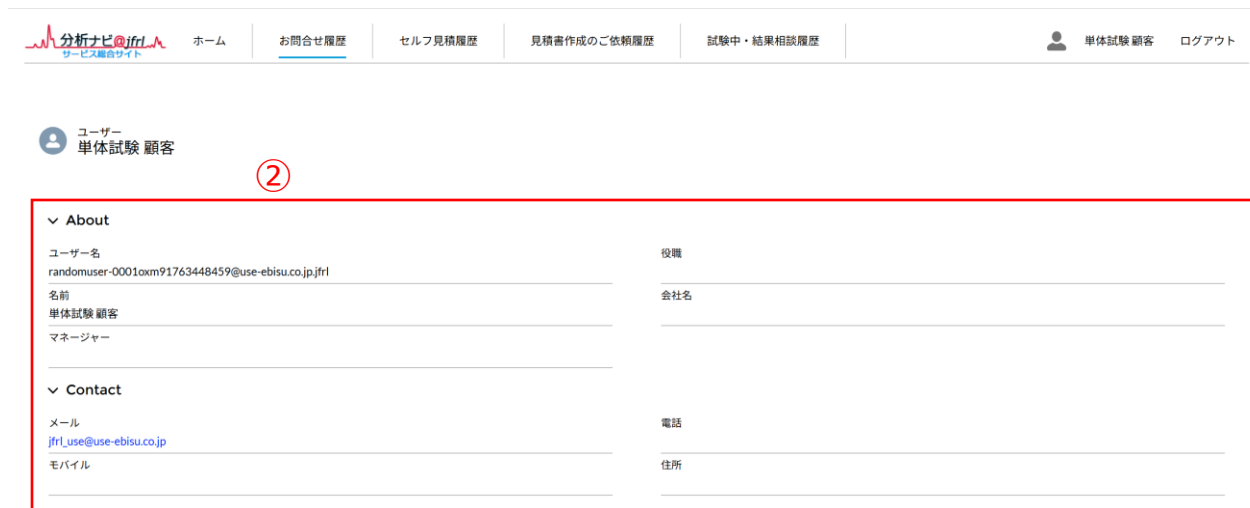 分析ナビ@jfrl
サービス総合サイト
ホーム
お問合せ履歴
セルフ見積履歴
見積書作成のご依頼履歴
試験中・結果相談履歴
単体試験 顧客
ログアウト
ユーザー
単体試験 顧客
②
About
ユーザー名
randomuser-0001oxm91763448459@use-ebisu.co.jp.jfrl
役職
名前
単体試験 顧客
会社名
マネージャー
Contact
メール
jfrl_use@use-ebisu.co.jp
電話
モバイル
住所